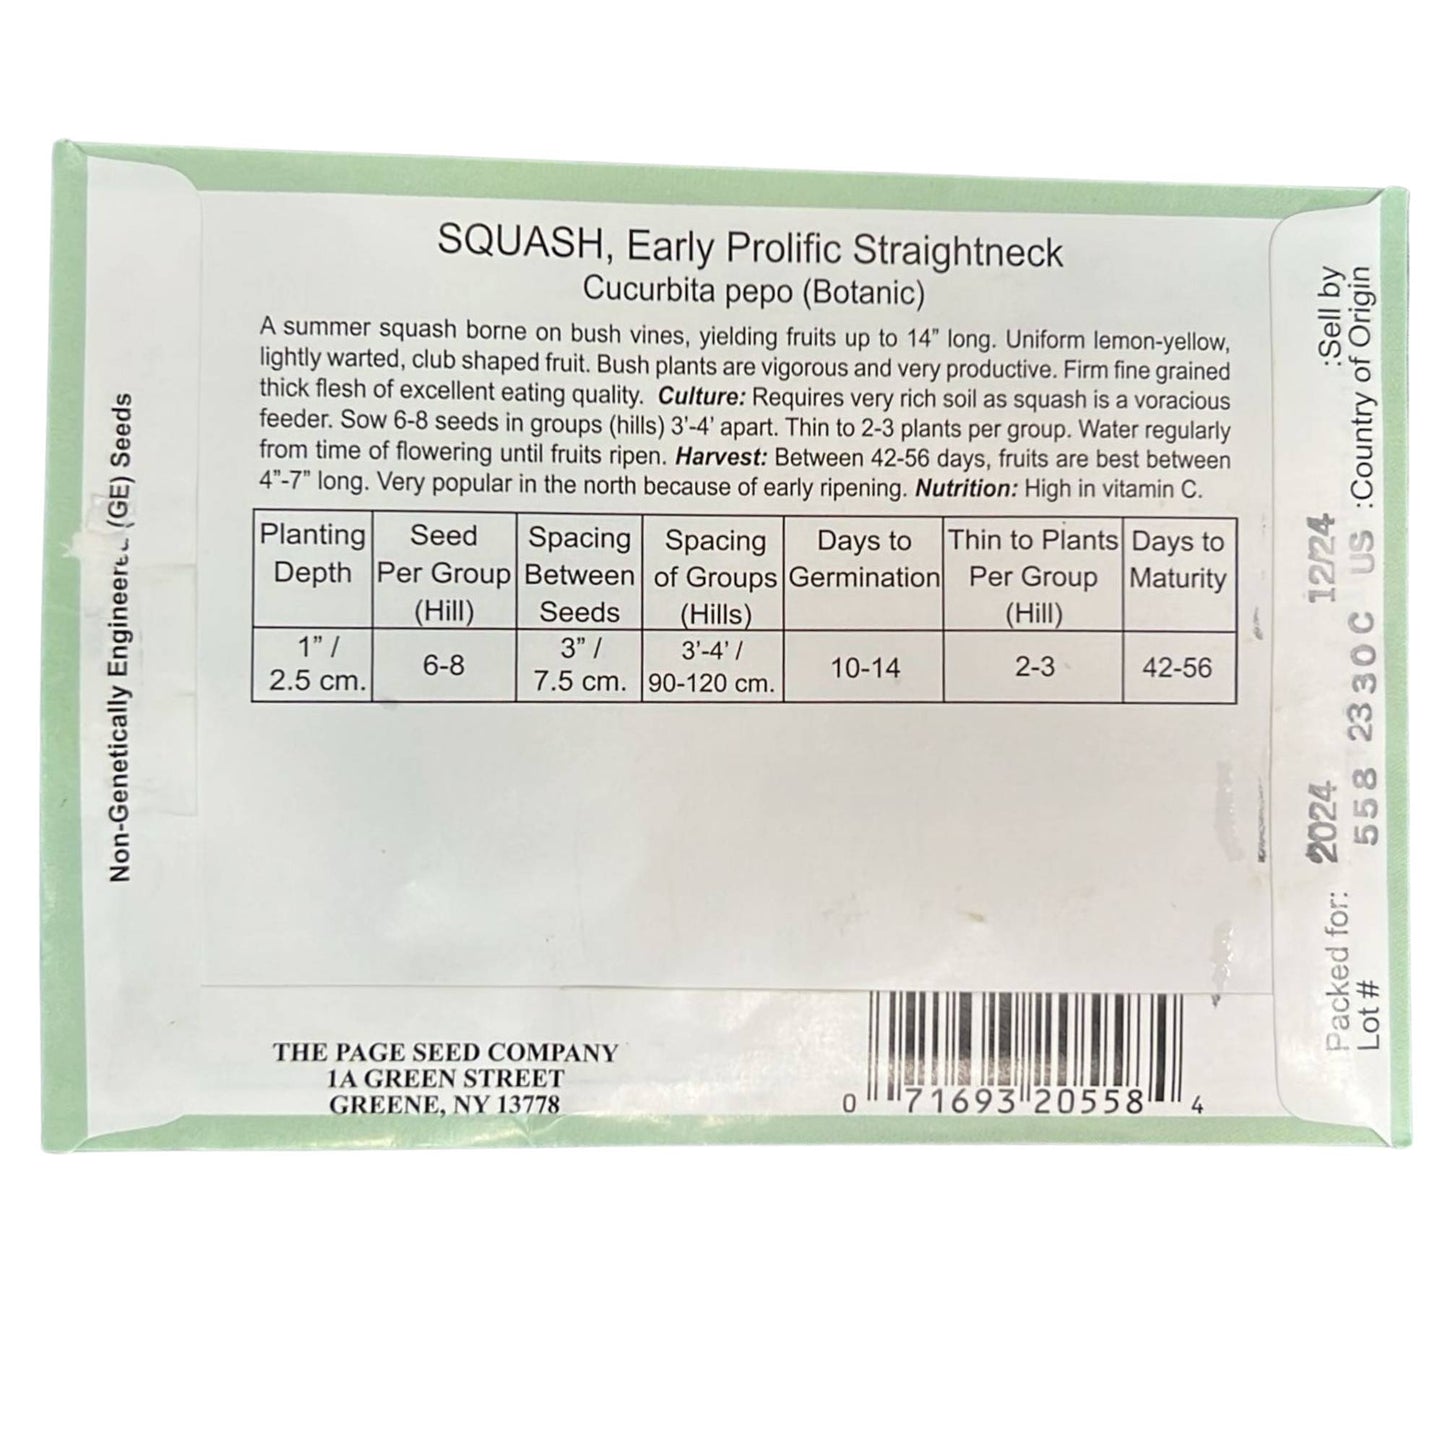 SQUASH, Early Prolific Straightneck
Cucurbita pepo (Botanic)
A summer squash borne on bush vines, yielding fruits up to 14” long. Uniform lemon-yellow,
lightly warted, club shaped fruit. Bush plants are vigorous and very productive. Firm fine grained
thick flesh of excellent eating quality. Culture: Requires very rich soil as squash is a voracious
feeder. Sow 6-8 seeds in groups (hills) 3’-4’ apart. Thin to 2-3 plants per group. Water regularly
from time of flowering until fruits ripen. Harvest: Between 42-56 days, fruits are best between
4”-7” long. Very popular in the north because of early ripening. Nutrition: High in vitamin C.
Planting Depth
Seed Per Group (Hill)
Spacing Between Seeds
Spacing of Groups (Hills)
Days to Germination
Thin to Plants Per Group (Hill)
Days to Maturity
1” / 2.5 cm.
6-8
3” / 7.5 cm.
3’-4’ / 90-120 cm.
10-14
2-3
42-56
THE PAGE SEED COMPANY
1A GREEN STREET
GREENE, NY 13778
0 71693 20558 4
Non-Genetically (GE) Seeds
Packed for: 2024 12/24 :Sell by
Lot # 558 23 30 C US :Country of Origin